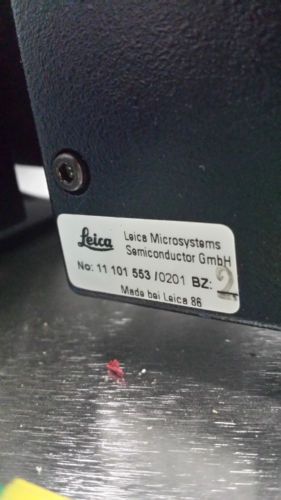 Leica Leica Microsystems
Semiconductor GmbH
No: 11 101 553 /0201 BZ: 2
Made bei Leica 86